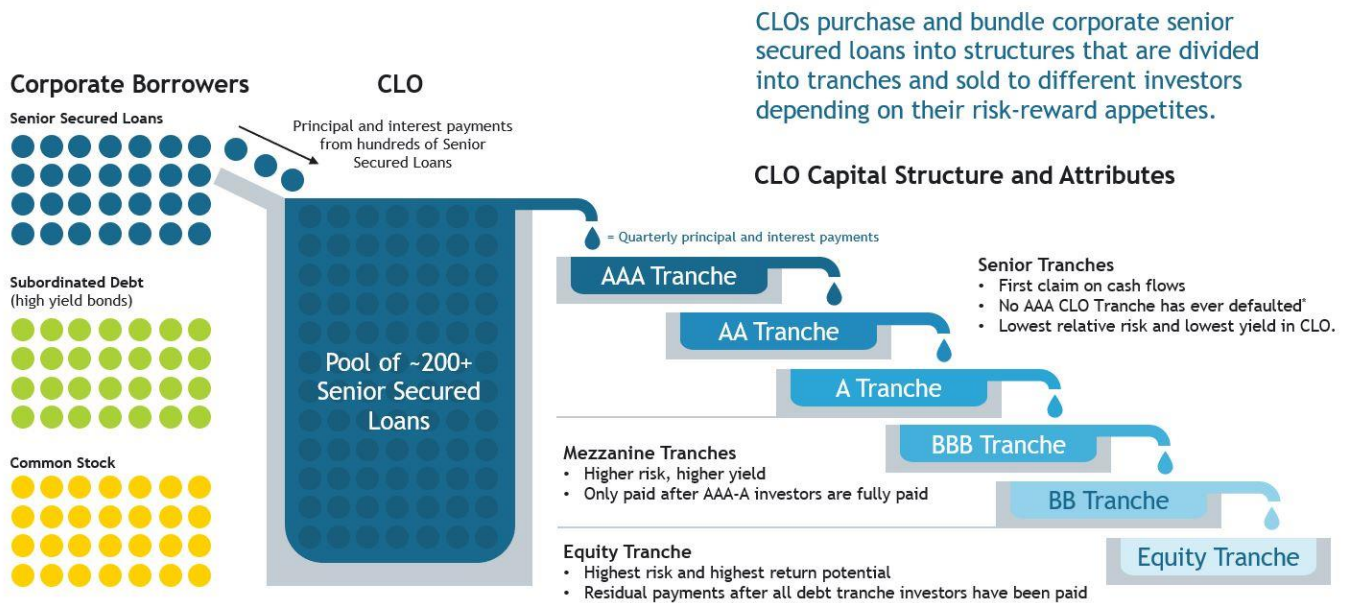 CLOs purchase and bundle corporate senior
secured loans into structures that are divided
into tranches and sold to different investors
depending on their risk-reward appetites.
Corporate Borrowers
CLO
Senior Secured Loans
Principal and interest payments
from hundreds of Senior
Secured Loans
CLO Capital Structure and Attributes
= Quarterly principal and interest payments
Subordinated Debt
(high yield bonds)
Pool of ~200+
Senior Secured
Loans
Common Stock
AAA Tranche
AA Tranche
A Tranche
BBB Tranche
BB Tranche
Equity Tranche
Senior Tranches
• First claim on cash flows
• No AAA CLO Tranche has ever defaulted*
• Lowest relative risk and lowest yield in CLO.
Mezzanine Tranches
• Higher risk, higher yield
• Only paid after AAA-A investors are fully paid
Equity Tranche
• Highest risk and highest return potential
• Residual payments after all debt tranche investors have been paid